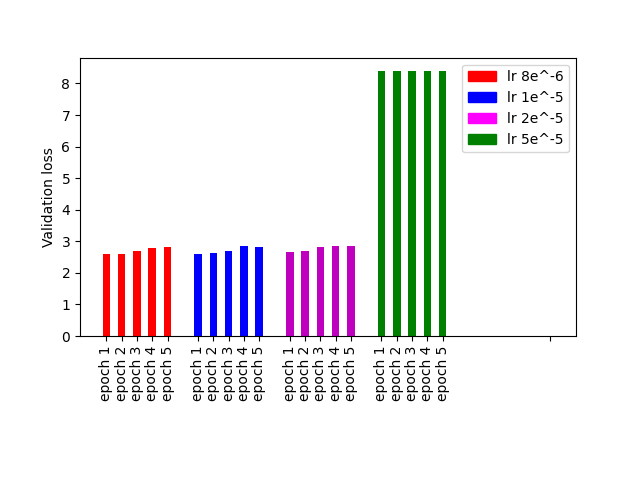 Validation loss
8
7
6
5
4
3
2
1
0
lr 8e^-6
lr 1e^-5
lr 2e^-5
lr 5e^-5
epoch 1
epoch 2
epoch 3
epoch 4
epoch 5
epoch 1
epoch 2
epoch 3
epoch 4
epoch 5
epoch 1
epoch 2
epoch 3
epoch 4
epoch 5
epoch 1
epoch 2
epoch 3
epoch 4
epoch 5